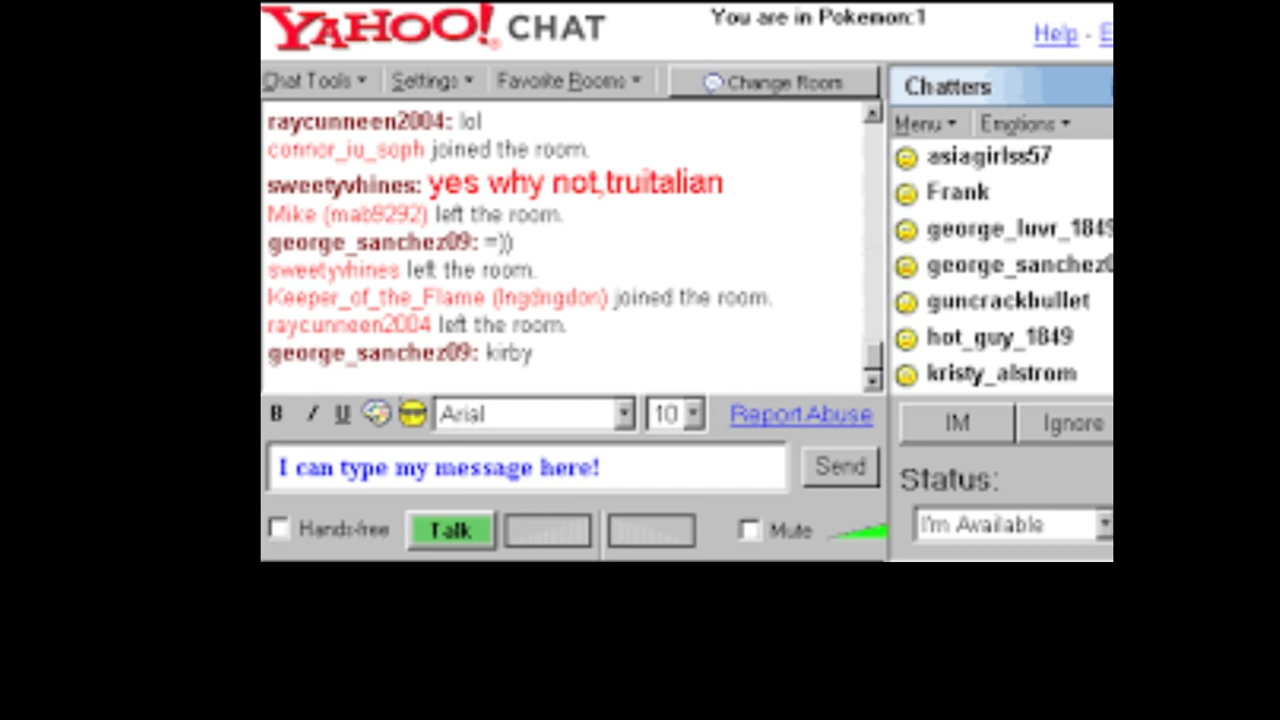 YAHOO! CHAT
You are in Pokemon:1
Help -
Chat Tools
Settings
Favorite Rooms
Change Room
raycunneen2004: lol
connor_iu_soph joined the room.
sweetyvhines: yes why not,truitalian
Mike (mab9292) left the room.
george_sanchez09: =))
sweetyvhines left the room.
Keeper_of_the_Flame (lngdngdon) joined the room.
raycunneen2004 left the room.
george_sanchez09: kirby
Chatters
Menu
Emotions
asiagirlss57
Frank
george_luvr_1849
george_sanchez0
guncrackbullet
hot_guy_1849
kristy_alstrom
B I U
Arial
10
Report Abuse
IM
Ignore
I can type my message here!
Send
Status:
I'm Available
Hands-free
Talk
Mute